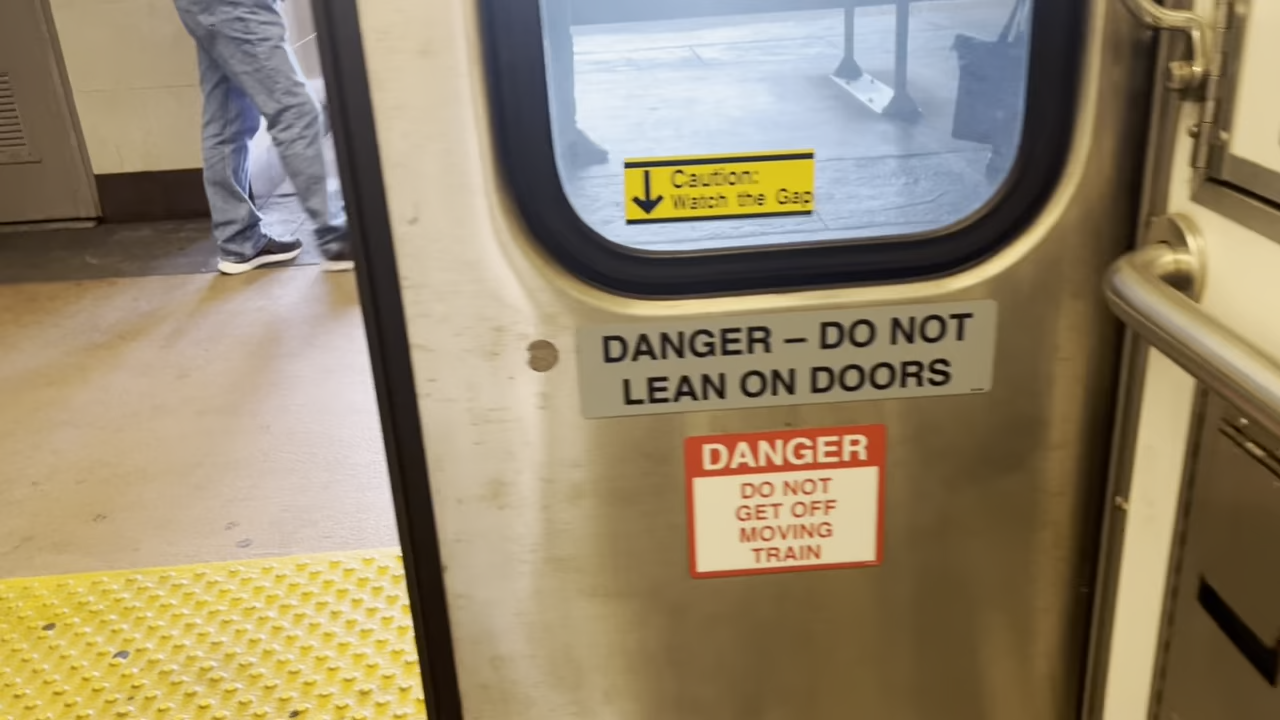 Caution:
Watch the Gap
DANGER – DO NOT
LEAN ON DOORS
DANGER
DO NOT
GET OFF
MOVING
TRAIN